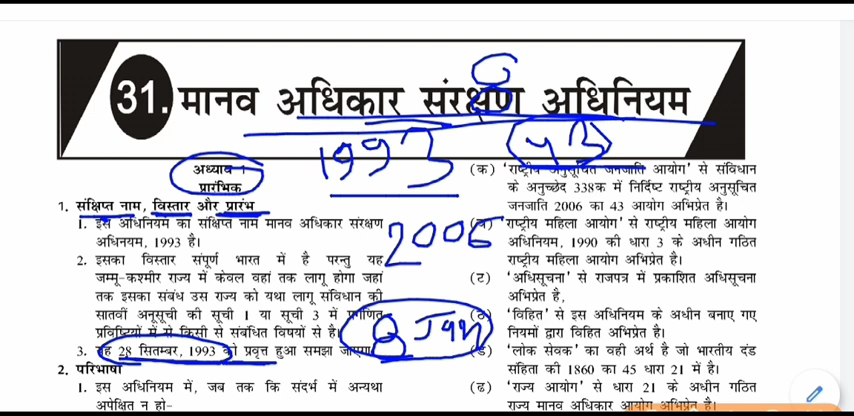 31. मानव अधिकार संरक्षण अधिनियम
1993
43
अध्याय-1
प्रारंभिक
1. संक्षिप्त नाम, विस्तार और प्रारंभ
1. इस अधिनियम का संक्षिप्त नाम मानव अधिकार संरक्षण
अधिनयम, 1993 है।
2. इसका विस्तार संपूर्ण भारत में है परन्तु यह
जम्मू-कश्मीर राज्य में केवल वहां तक लागू होगा जहां
तक इसका संबंध उस राज्य को यथा लागू संविधान की
सातवीं अनूसूची की सूची 1 या सूची 3 में प्रगणित
प्रविष्टियों में से किसी से संबंधित विषयों से है।
3. यह 28 सितम्बर, 1993 को प्रवृत्त हुआ समझा जाएगा
2. परिभाषा
1. इस अधिनियम में, जब तक कि संदर्भ में अन्यथा
अपेक्षित न हो-
2006
8 Jan
(क) 'राष्ट्रीय अनुसूचित जनजाति आयोग' से संविधान
के अनुच्छेद 338क में निर्दिष्ट राष्ट्रीय अनुसूचित
जनजाति 2006 का 43 आयोग अभिप्रेत है।
'राष्ट्रीय महिला आयोग' से राष्ट्रीय महिला आयोग
अधिनियम, 1990 की धारा 3 के अधीन गठित
राष्ट्रीय महिला आयोग अभिप्रेत है।
(ट) 'अधिसूचना' से राजपत्र में प्रकाशित अधिसूचना
अभिप्रेत है,
(ठ) 'विहित' से इस अधिनियम के अधीन बनाए गए
नियमों द्वारा विहित अभिप्रेत है।
(ड) 'लोक सेवक' का वही अर्थ है जो भारतीय दंड
संहिता की 1860 का 45 धारा 21 में है।
(ढ) 'राज्य आयोग' से धारा 21 के अधीन गठित
राज्य मानव अधिकार आयोग अभिप्रेत है।